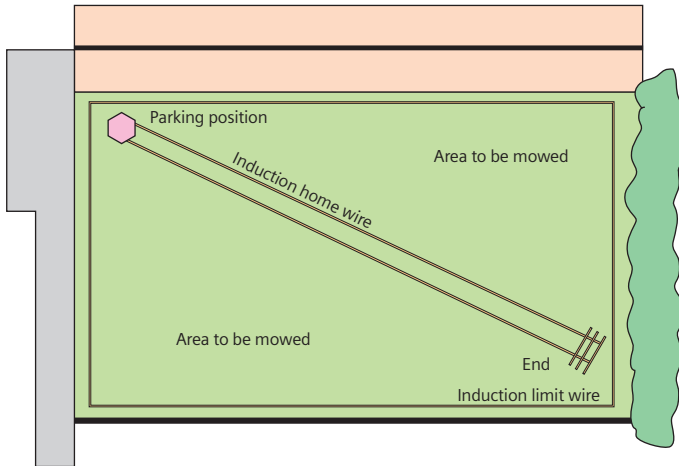 Parking position
Area to be mowed
Induction home wire
Area to be mowed
End
Induction limit wire